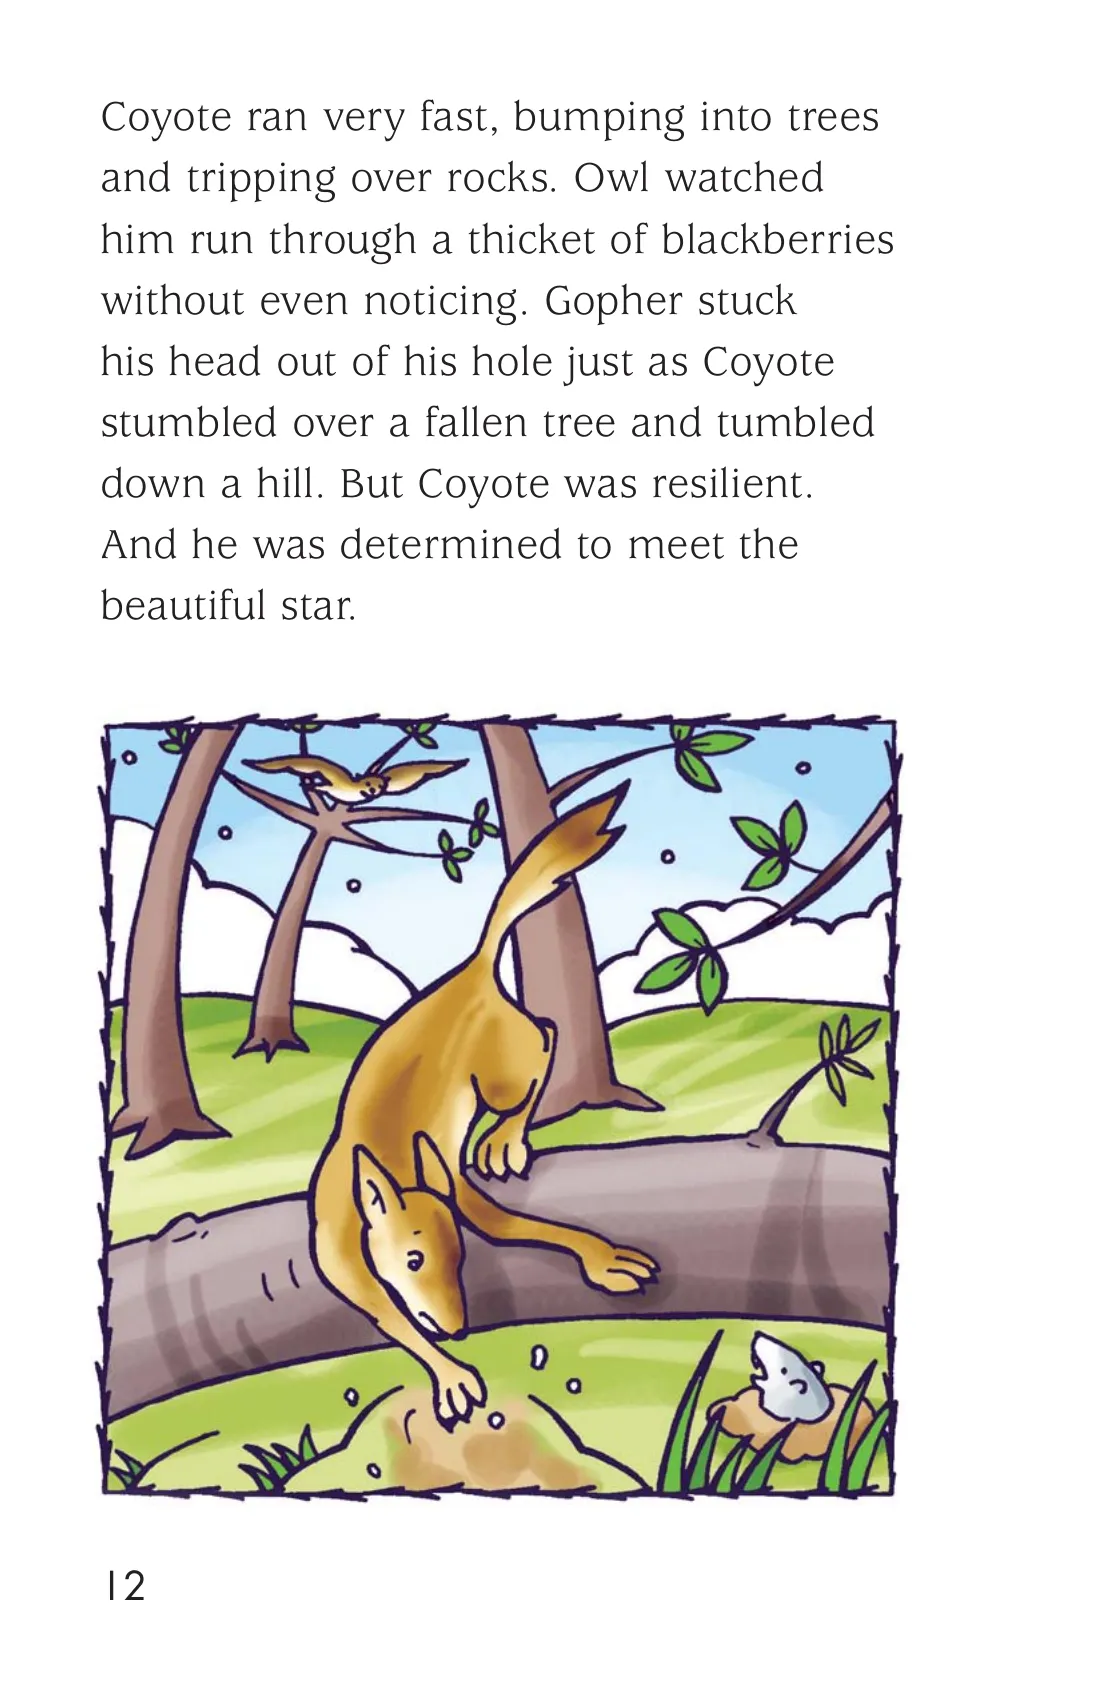 Coyote ran very fast, bumping into trees
and tripping over rocks. Owl watched
him run through a thicket of blackberries
without even noticing. Gopher stuck
his head out of his hole just as Coyote
stumbled over a fallen tree and tumbled
down a hill. But Coyote was resilient.
And he was determined to meet the
beautiful star.
12